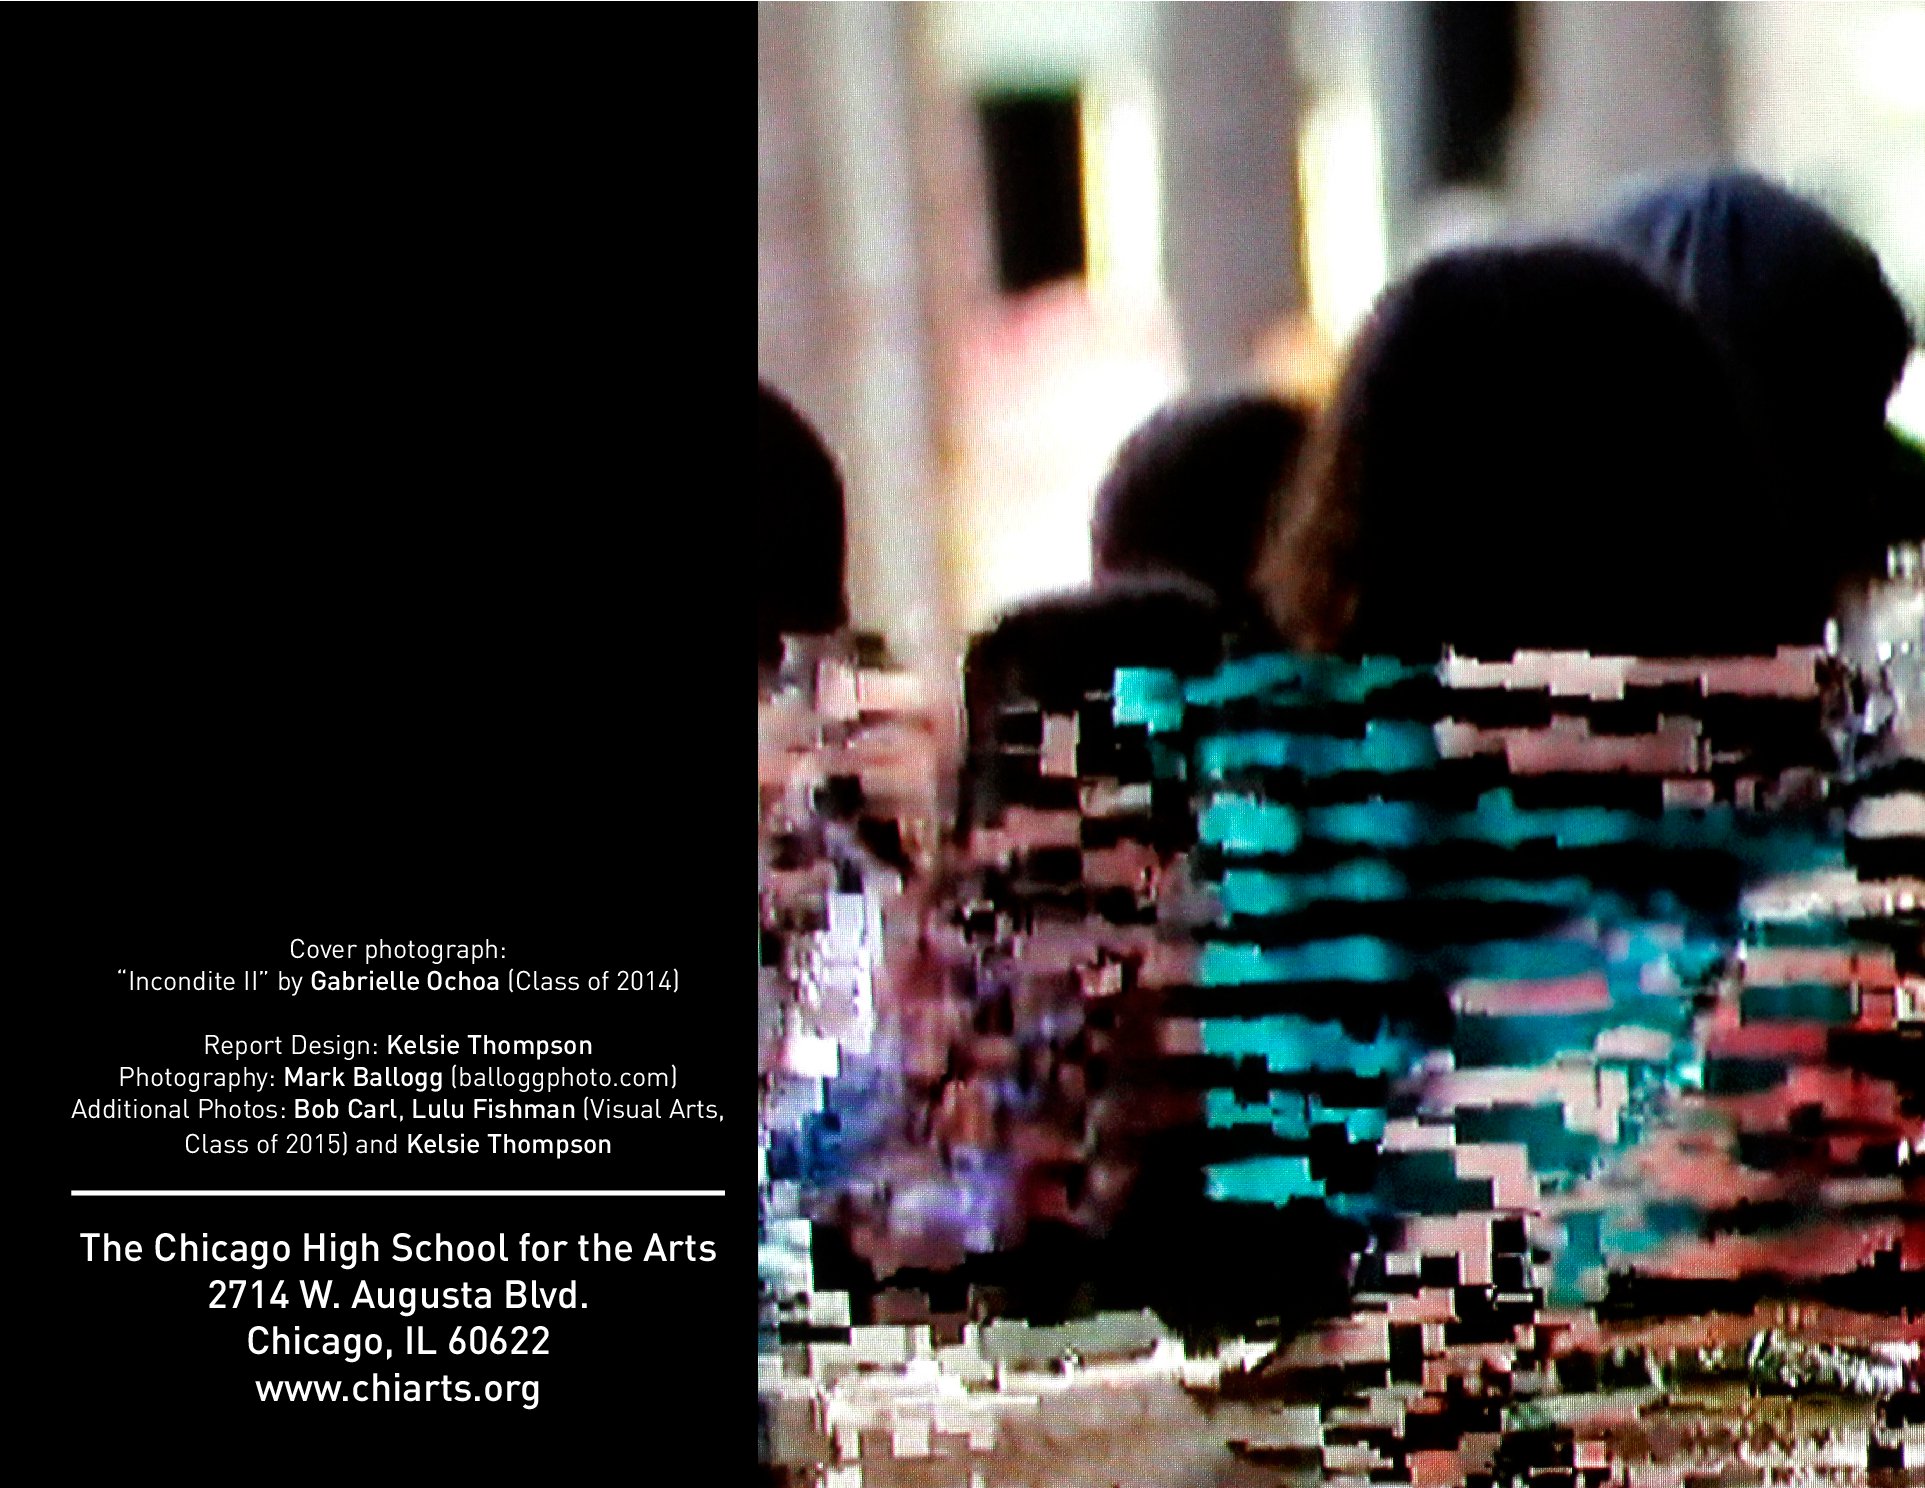 Cover photograph:
“Incondite II” by Gabrielle Ochoa (Class of 2014)
Report Design: Kelsie Thompson
Photography: Mark Ballogg (balloggphoto.com)
Additional Photos: Bob Carl, Lulu Fishman (Visual Arts,
Class of 2015) and Kelsie Thompson
The Chicago High School for the Arts
2714 W. Augusta Blvd.
Chicago, IL 60622
www.chiarts.org